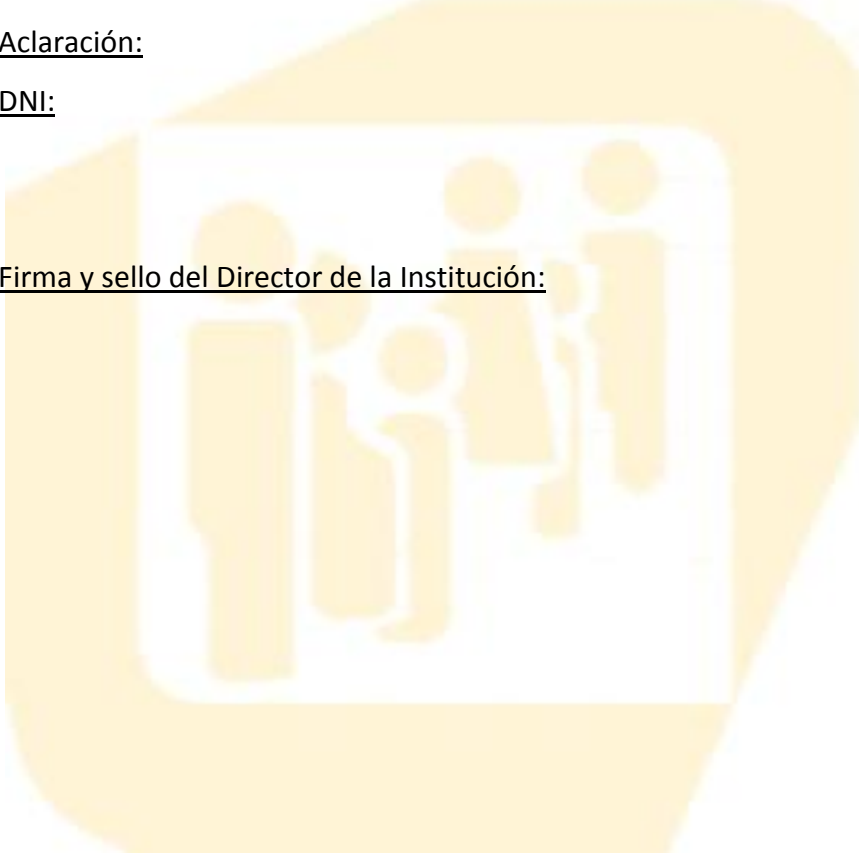 Aclaración:
DNI:
Firma y sello del Director de la Institución: